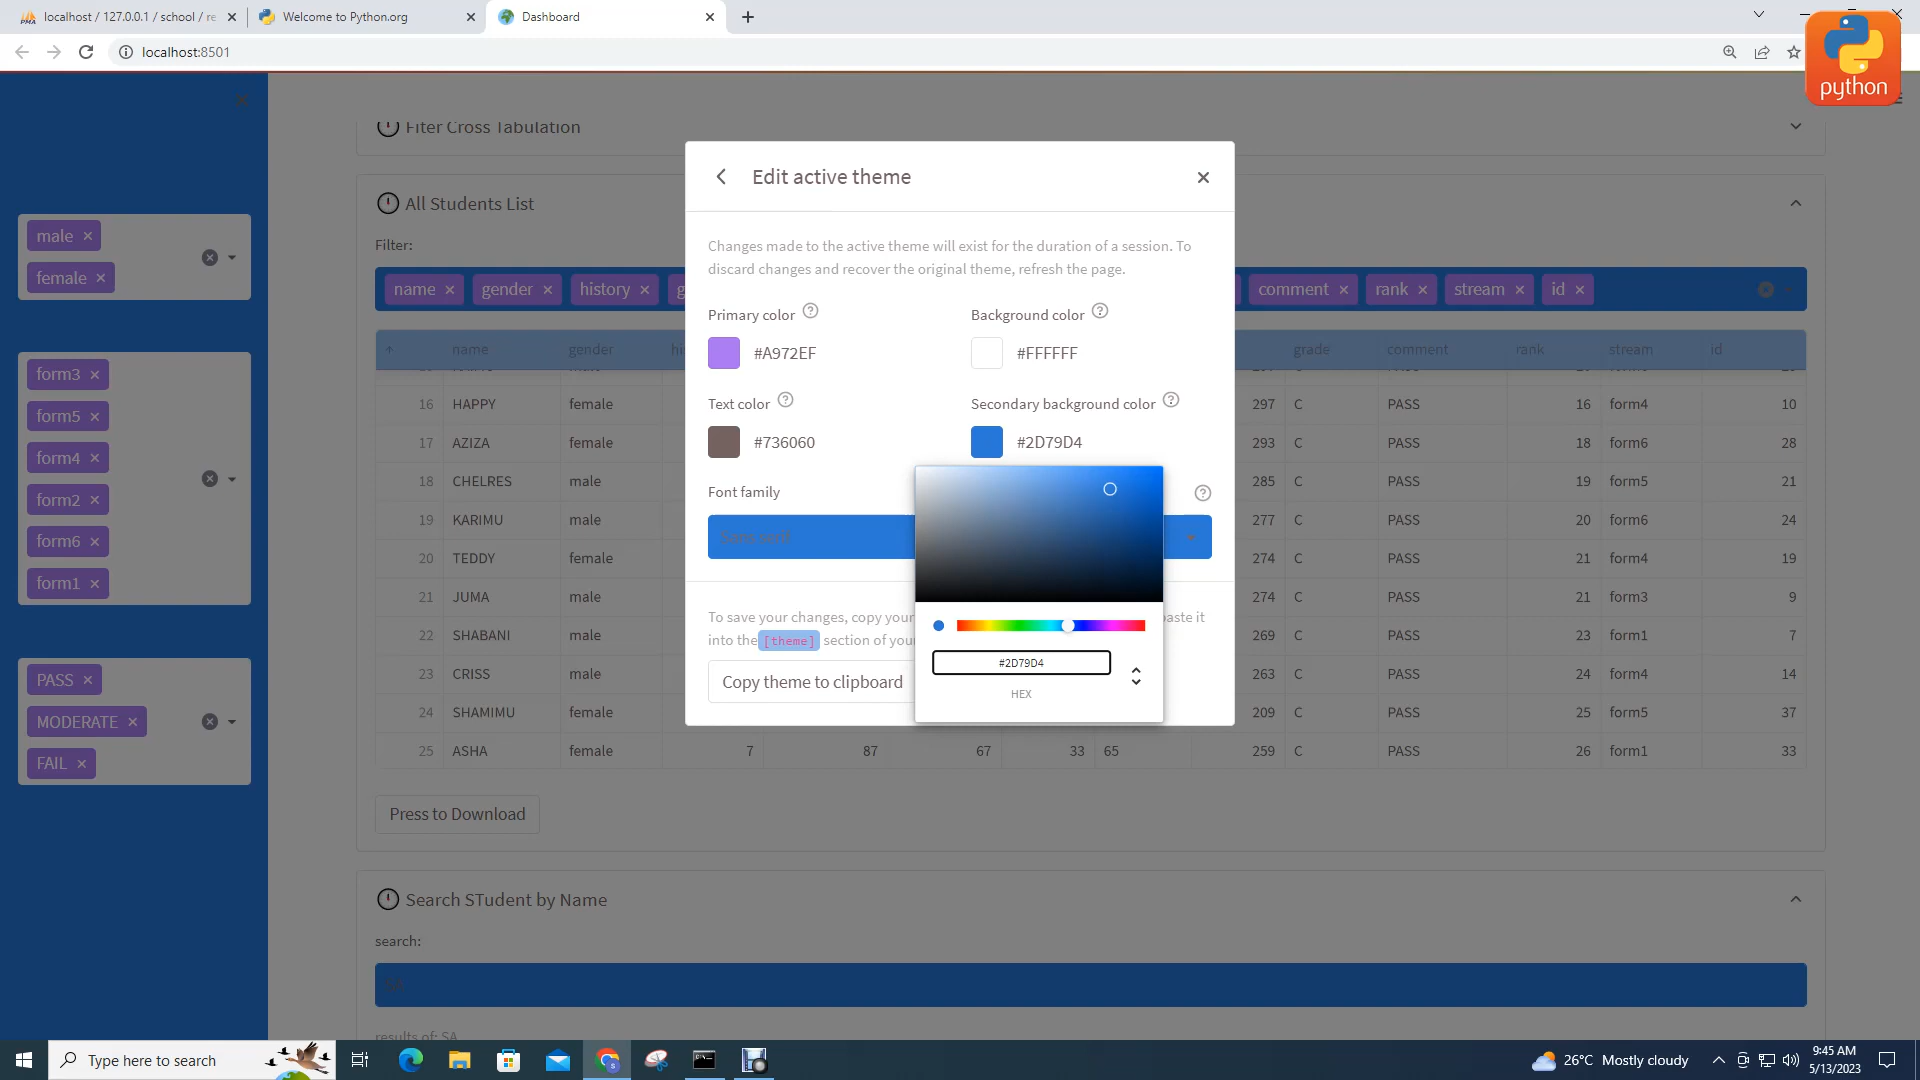 localhost / 127.0.0.1 / school / re
Welcome to Python.org
Dashboard
localhost:8501
python
Fiter Cross Tabulation
Edit active theme
Changes made to the active theme will exist for the duration of a session. To
discard changes and recover the original theme, refresh the page.
Primary color
#A972EF
Background color
#FFFFFF
Text color
#736060
Secondary background color
#2D79D4
Font family
Sans serif
To save your changes, copy your
paste it
into the [theme] section of your
Copy theme to clipboard
#2D79D4
HEX
male
female
form3
form5
form4
form2
form6
form1
PASS
MODERATE
FAIL
All Students List
Filter:
name gender history comment rank stream id
name gender grade comment rank stream id
16 HAPPY female 297 C PASS 16 form4 10
17 AZIZA female 293 C PASS 18 form6 28
18 CHELRES male 285 C PASS 19 form5 21
19 KARIMU male 277 C PASS 20 form6 24
20 TEDDY female 274 C PASS 21 form4 19
21 JUMA male 274 C PASS 21 form3 9
22 SHABANI male 269 C PASS 23 form1 7
23 CRISS male 263 C PASS 24 form4 14
24 SHAMIMU female 209 C PASS 25 form5 37
25 ASHA female 7 87 67 33 65 259 C PASS 26 form1 33
Press to Download
Search STudent by Name
search:
SA
results of: SA
Type here to search
26°C Mostly cloudy
9:45 AM
5/13/2023